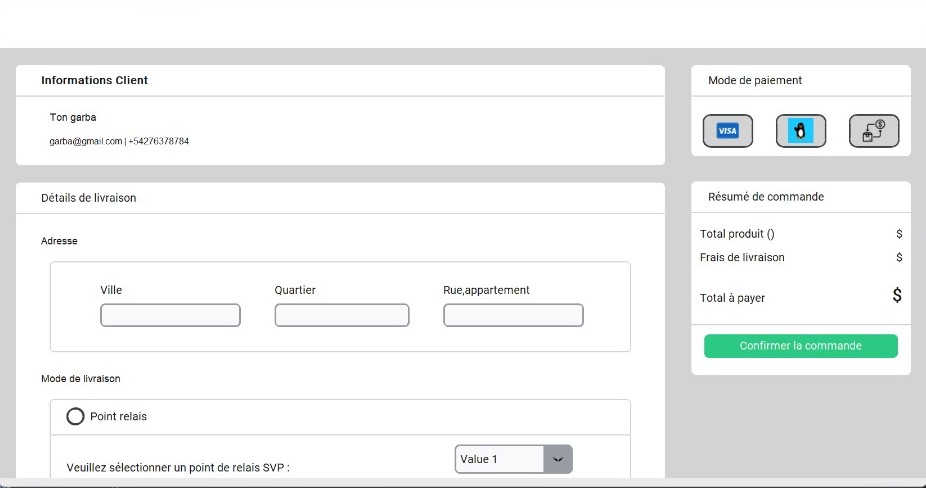 Informations Client
Ton garba
garba@gmail.com | +54276378784
Détails de livraison
Adresse
Ville Quartier Rue,appartement
Mode de livraison
Point relais
Veuillez sélectionner un point de relais SVP : Value 1
Mode de paiement
VISA
Résumé de commande
Total produit () $
Frais de livraison $
Total à payer $
Confirmer la commande